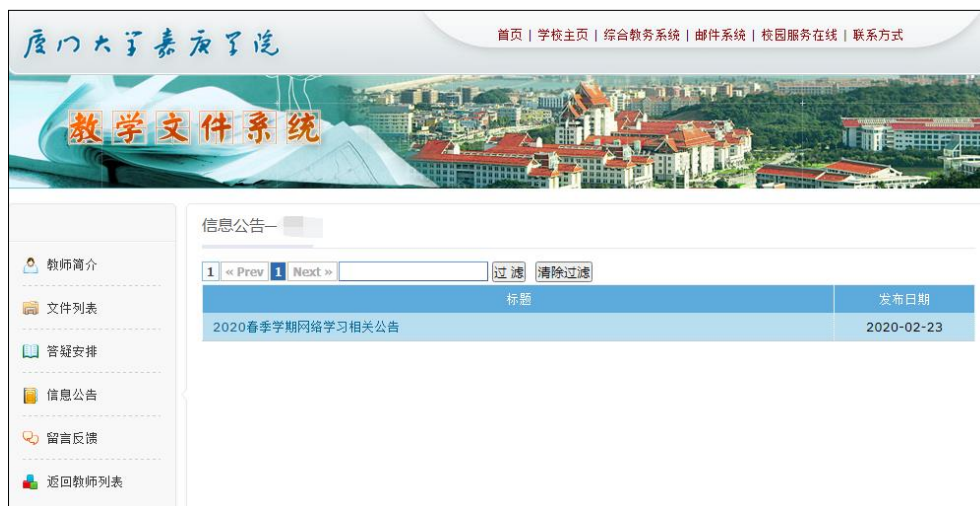 厦门大学嘉庚学院
首页 | 学校主页 | 综合教务系统 | 邮件系统 | 校园服务在线 | 联系方式
教学文件系统
信息公告—
教师简介
文件列表
答疑安排
信息公告
留言反馈
返回教师列表
1 « Prev 1 Next » 过 滤 清除过滤
标题 发布日期
2020春季学期网络学习相关公告 2020-02-23